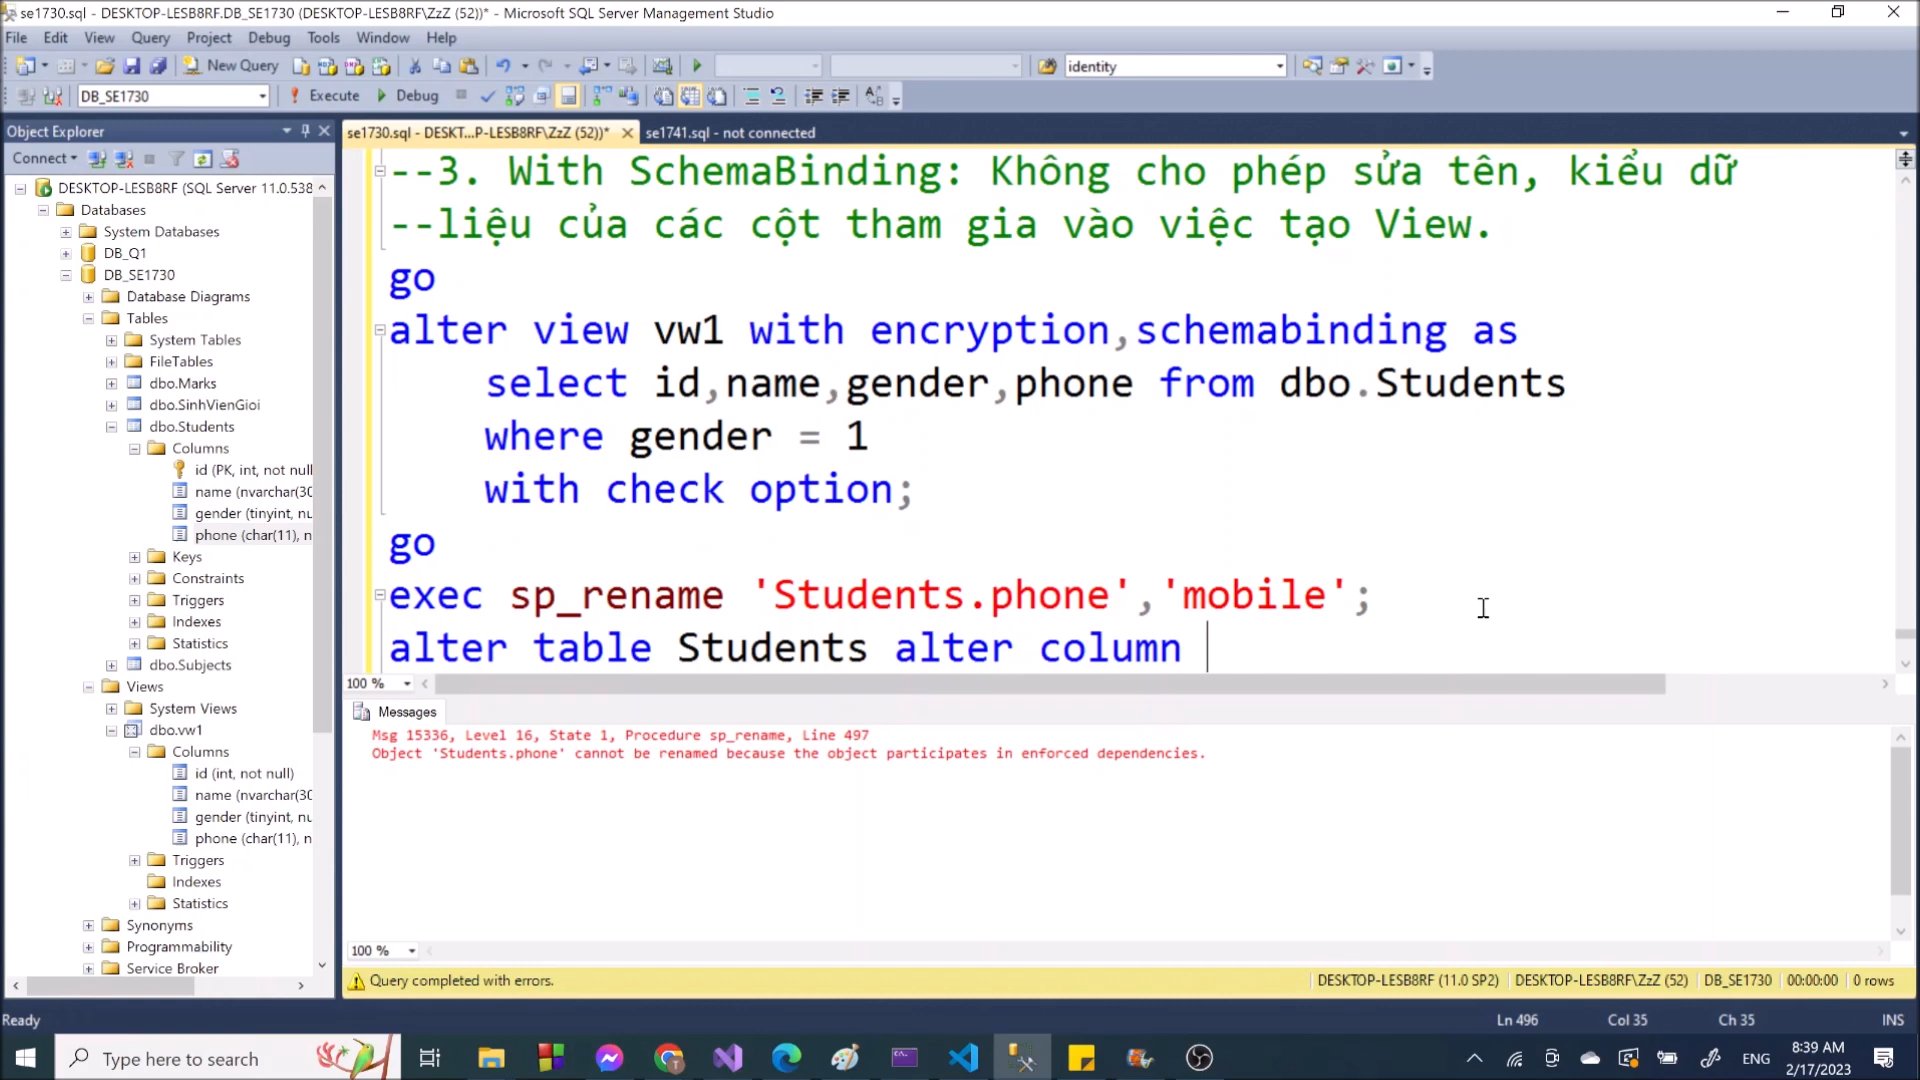 se1730.sql - DESKTOP-LESB8RF.DB_SE1730 (DESKTOP-LESB8RF\ZzZ (52))* - Microsoft SQL Server Management Studio
File Edit View Query Project Debug Tools Window Help
New Query identity
DB_SE1730 Execute Debug
Object Explorer
se1730.sql - DESKT...P-LESB8RF\ZzZ (52))* se1741.sql - not connected
Connect
DESKTOP-LESB8RF (SQL Server 11.0.538
Databases
System Databases
DB_Q1
DB_SE1730
Database Diagrams
Tables
System Tables
FileTables
dbo.Marks
dbo.SinhVienGioi
dbo.Students
Columns
id (PK, int, not null
name (nvarchar(30
gender (tinyint, nu
phone (char(11), n
Keys
Constraints
Triggers
Indexes
Statistics
dbo.Subjects
Views
System Views
dbo.vw1
Columns
id (int, not null)
name (nvarchar(30
gender (tinyint, nu
phone (char(11), n
Triggers
Indexes
Statistics
Synonyms
Programmability
Service Broker
--3. With SchemaBinding: Không cho phép sửa tên, kiểu dữ
--liệu của các cột tham gia vào việc tạo View.
go
alter view vw1 with encryption,schemabinding as
select id,name,gender,phone from dbo.Students
where gender = 1
with check option;
go
exec sp_rename 'Students.phone','mobile';
alter table Students alter column
100 %
Messages
Msg 15336, Level 16, State 1, Procedure sp_rename, Line 497
Object 'Students.phone' cannot be renamed because the object participates in enforced dependencies.
100 %
Query completed with errors. DESKTOP-LESB8RF (11.0 SP2) DESKTOP-LESB8RF\ZzZ (52) DB_SE1730 00:00:00 0 rows
Ready Ln 496 Col 35 Ch 35 INS
Type here to search ENG 8:39 AM
2/17/2023